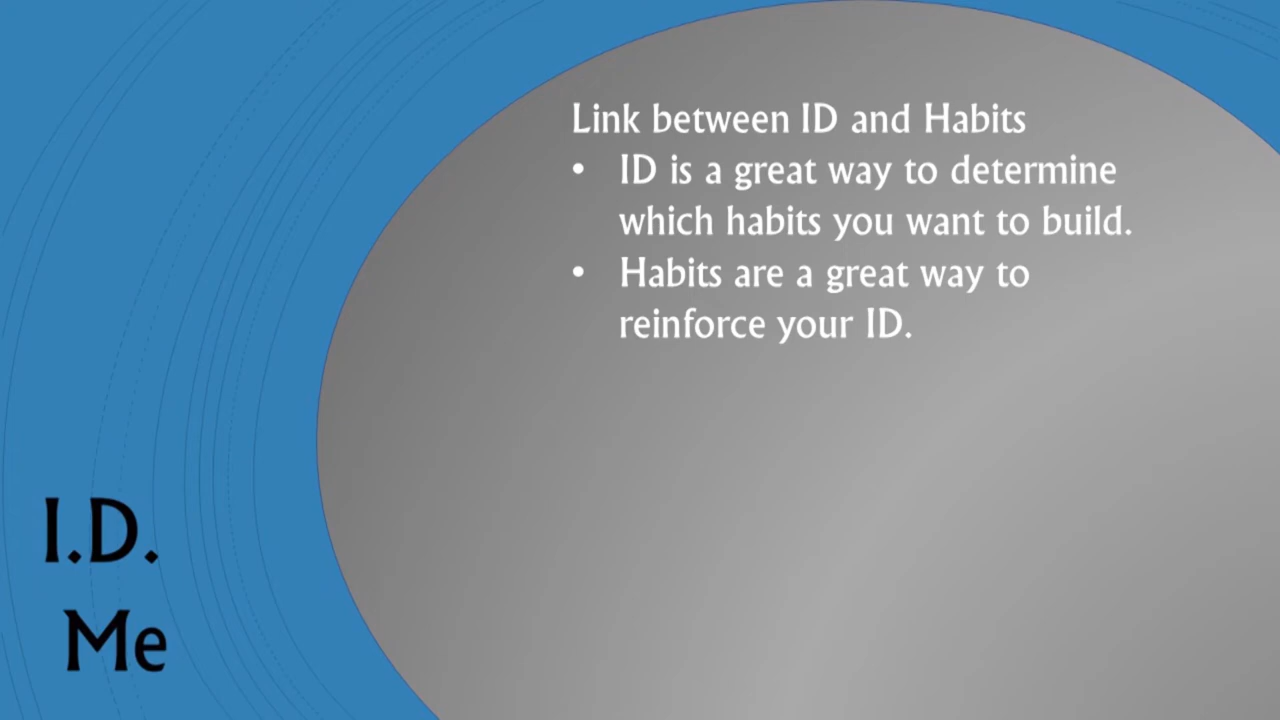 Link between ID and Habits
• ID is a great way to determine
which habits you want to build.
• Habits are a great way to
reinforce your ID.
I.D.
Me